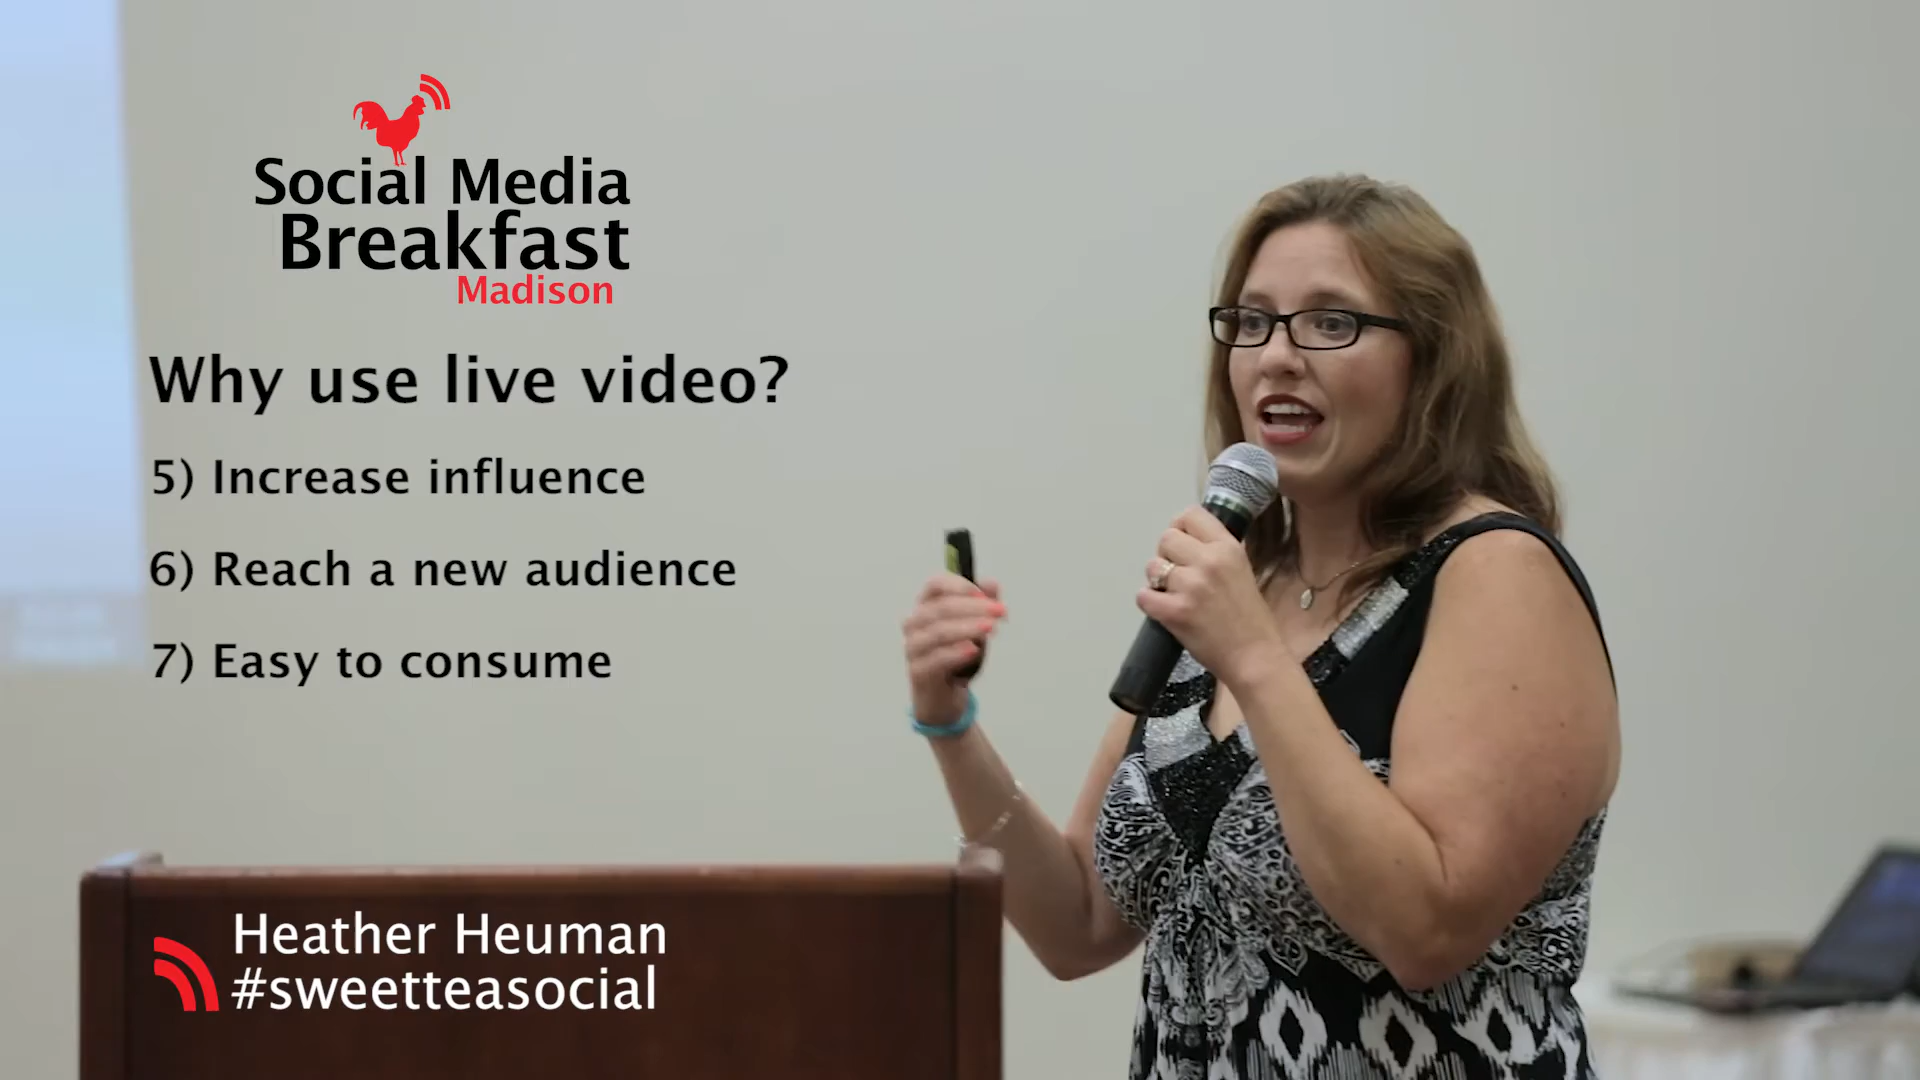 Social Media
Breakfast
Madison
Why use live video?
5) Increase influence
6) Reach a new audience
7) Easy to consume
Heather Heuman
#sweetteasocial